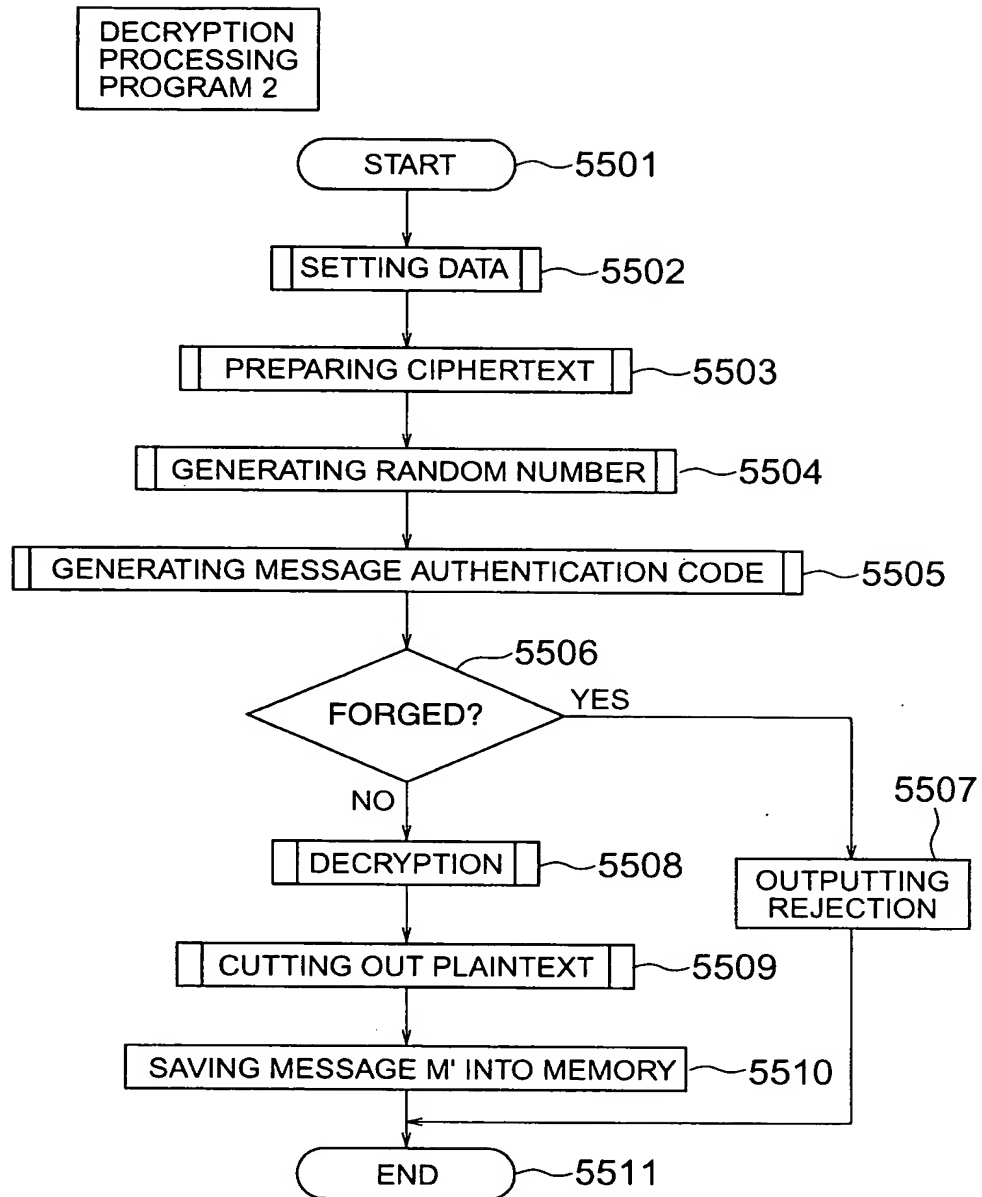 DECRYPTION
PROCESSING
PROGRAM 2
START
5501
SETTING DATA
5502
PREPARING CIPHERTEXT
5503
GENERATING RANDOM NUMBER
5504
GENERATING MESSAGE AUTHENTICATION CODE
5505
5506
FORGED?
YES
NO
5507
OUTPUTTING
REJECTION
DECRYPTION
5508
CUTTING OUT PLAINTEXT
5509
SAVING MESSAGE M' INTO MEMORY
5510
END
5511